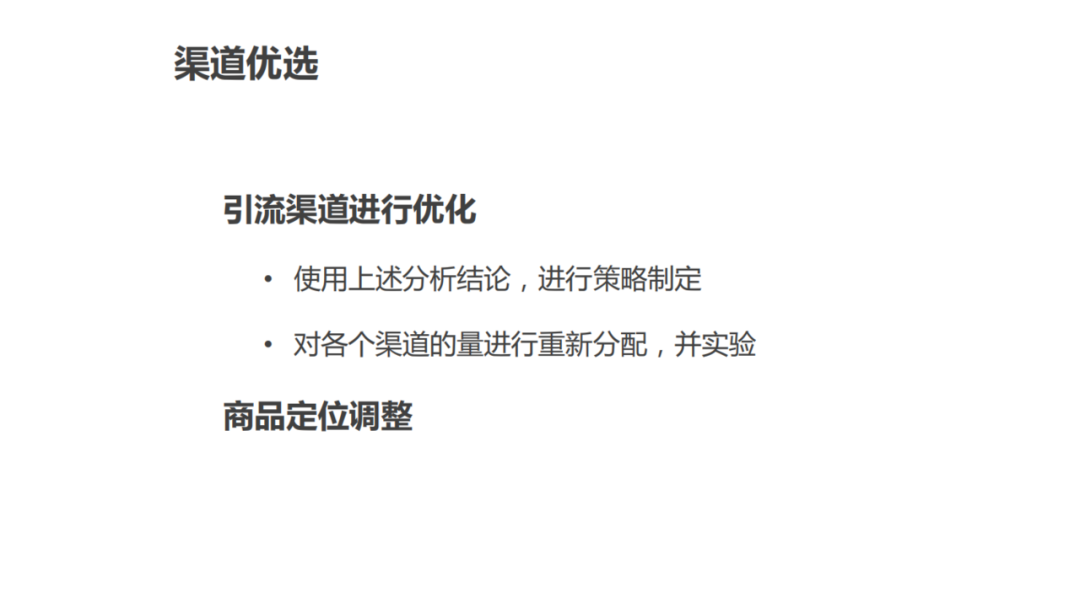 渠道优选
引流渠道进行优化
• 使用上述分析结论，进行策略制定
• 对各个渠道的量进行重新分配，并实验
商品定位调整